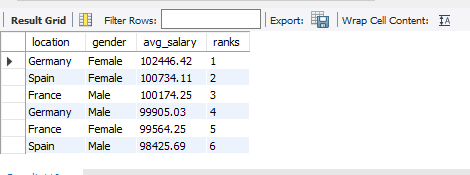 Result Grid Filter Rows: Export: Wrap Cell Content: IA
location gender avg_salary ranks
Germany Female 102446.42 1
Spain Female 100734.11 2
France Male 100174.25 3
Germany Male 99905.03 4
France Female 99564.25 5
Spain Male 98425.69 6